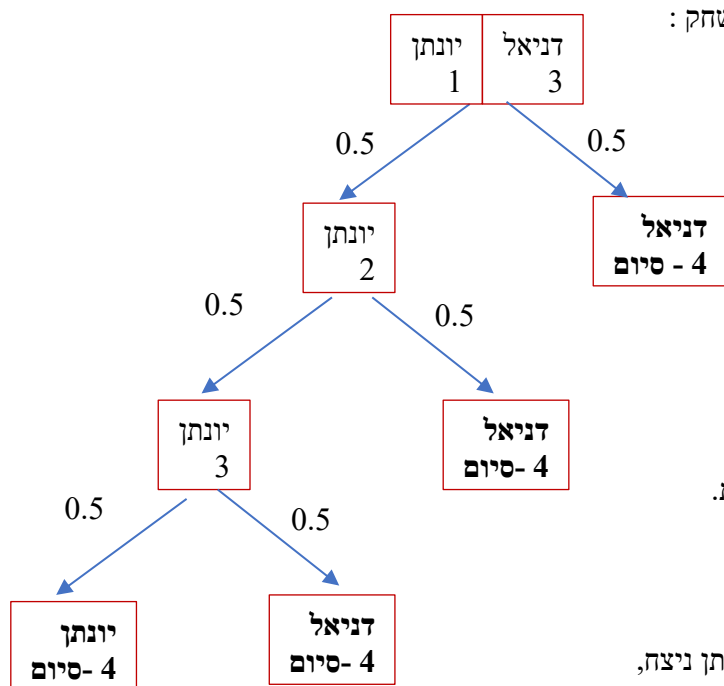 שחק :
דניאל
3
יונתן
1
0.5
0.5
דניאל
4 - סיום
יונתן
2
0.5
0.5
דניאל
4 -סיום
יונתן
3
0.5
0.5
דניאל
4 -סיום
יונתן
4 -סיום
תן ניצח,